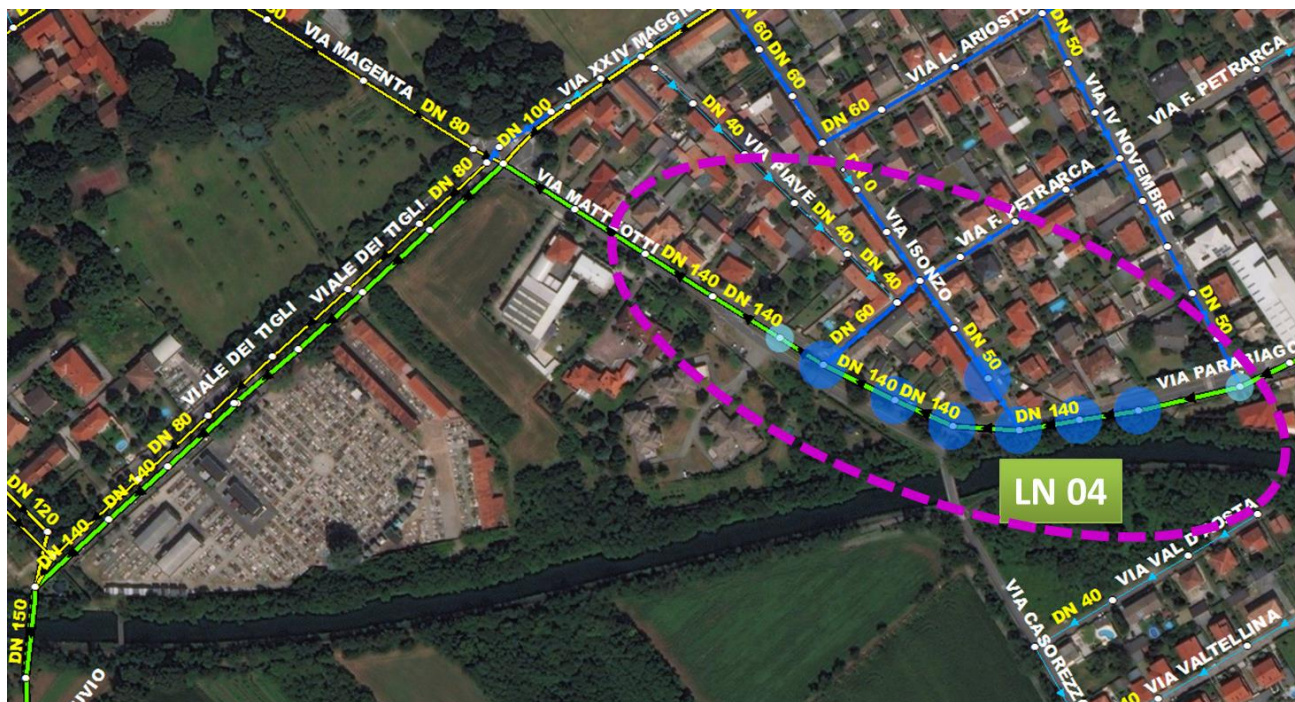 VIA MAGENTA
DN 80
DN 100
VIA XXIV MAGGIO
DN 60
DN 60
VIA L. ARIOSTO
DN 60
DN 50
VIA IV NOVEMBRE
VIA F. PETRARCA
DN 40
VIA PIAVE
DN 40
DN 40
VIA ISONZO
VIA F. PETRARCA
DN 80
VIALE DEI TIGLI
VIALE DEI TIGLI
DN 80
DN 140
DN 140
DN 120
DN 150
DN 140
DN 140
DN 60
DN 50
DN 50
DN 140
DN 140
DN 140
LN 04
VIA VAL D'AOSTA
DN 40
VIA CASOREZZO
VIA VALTELLINA